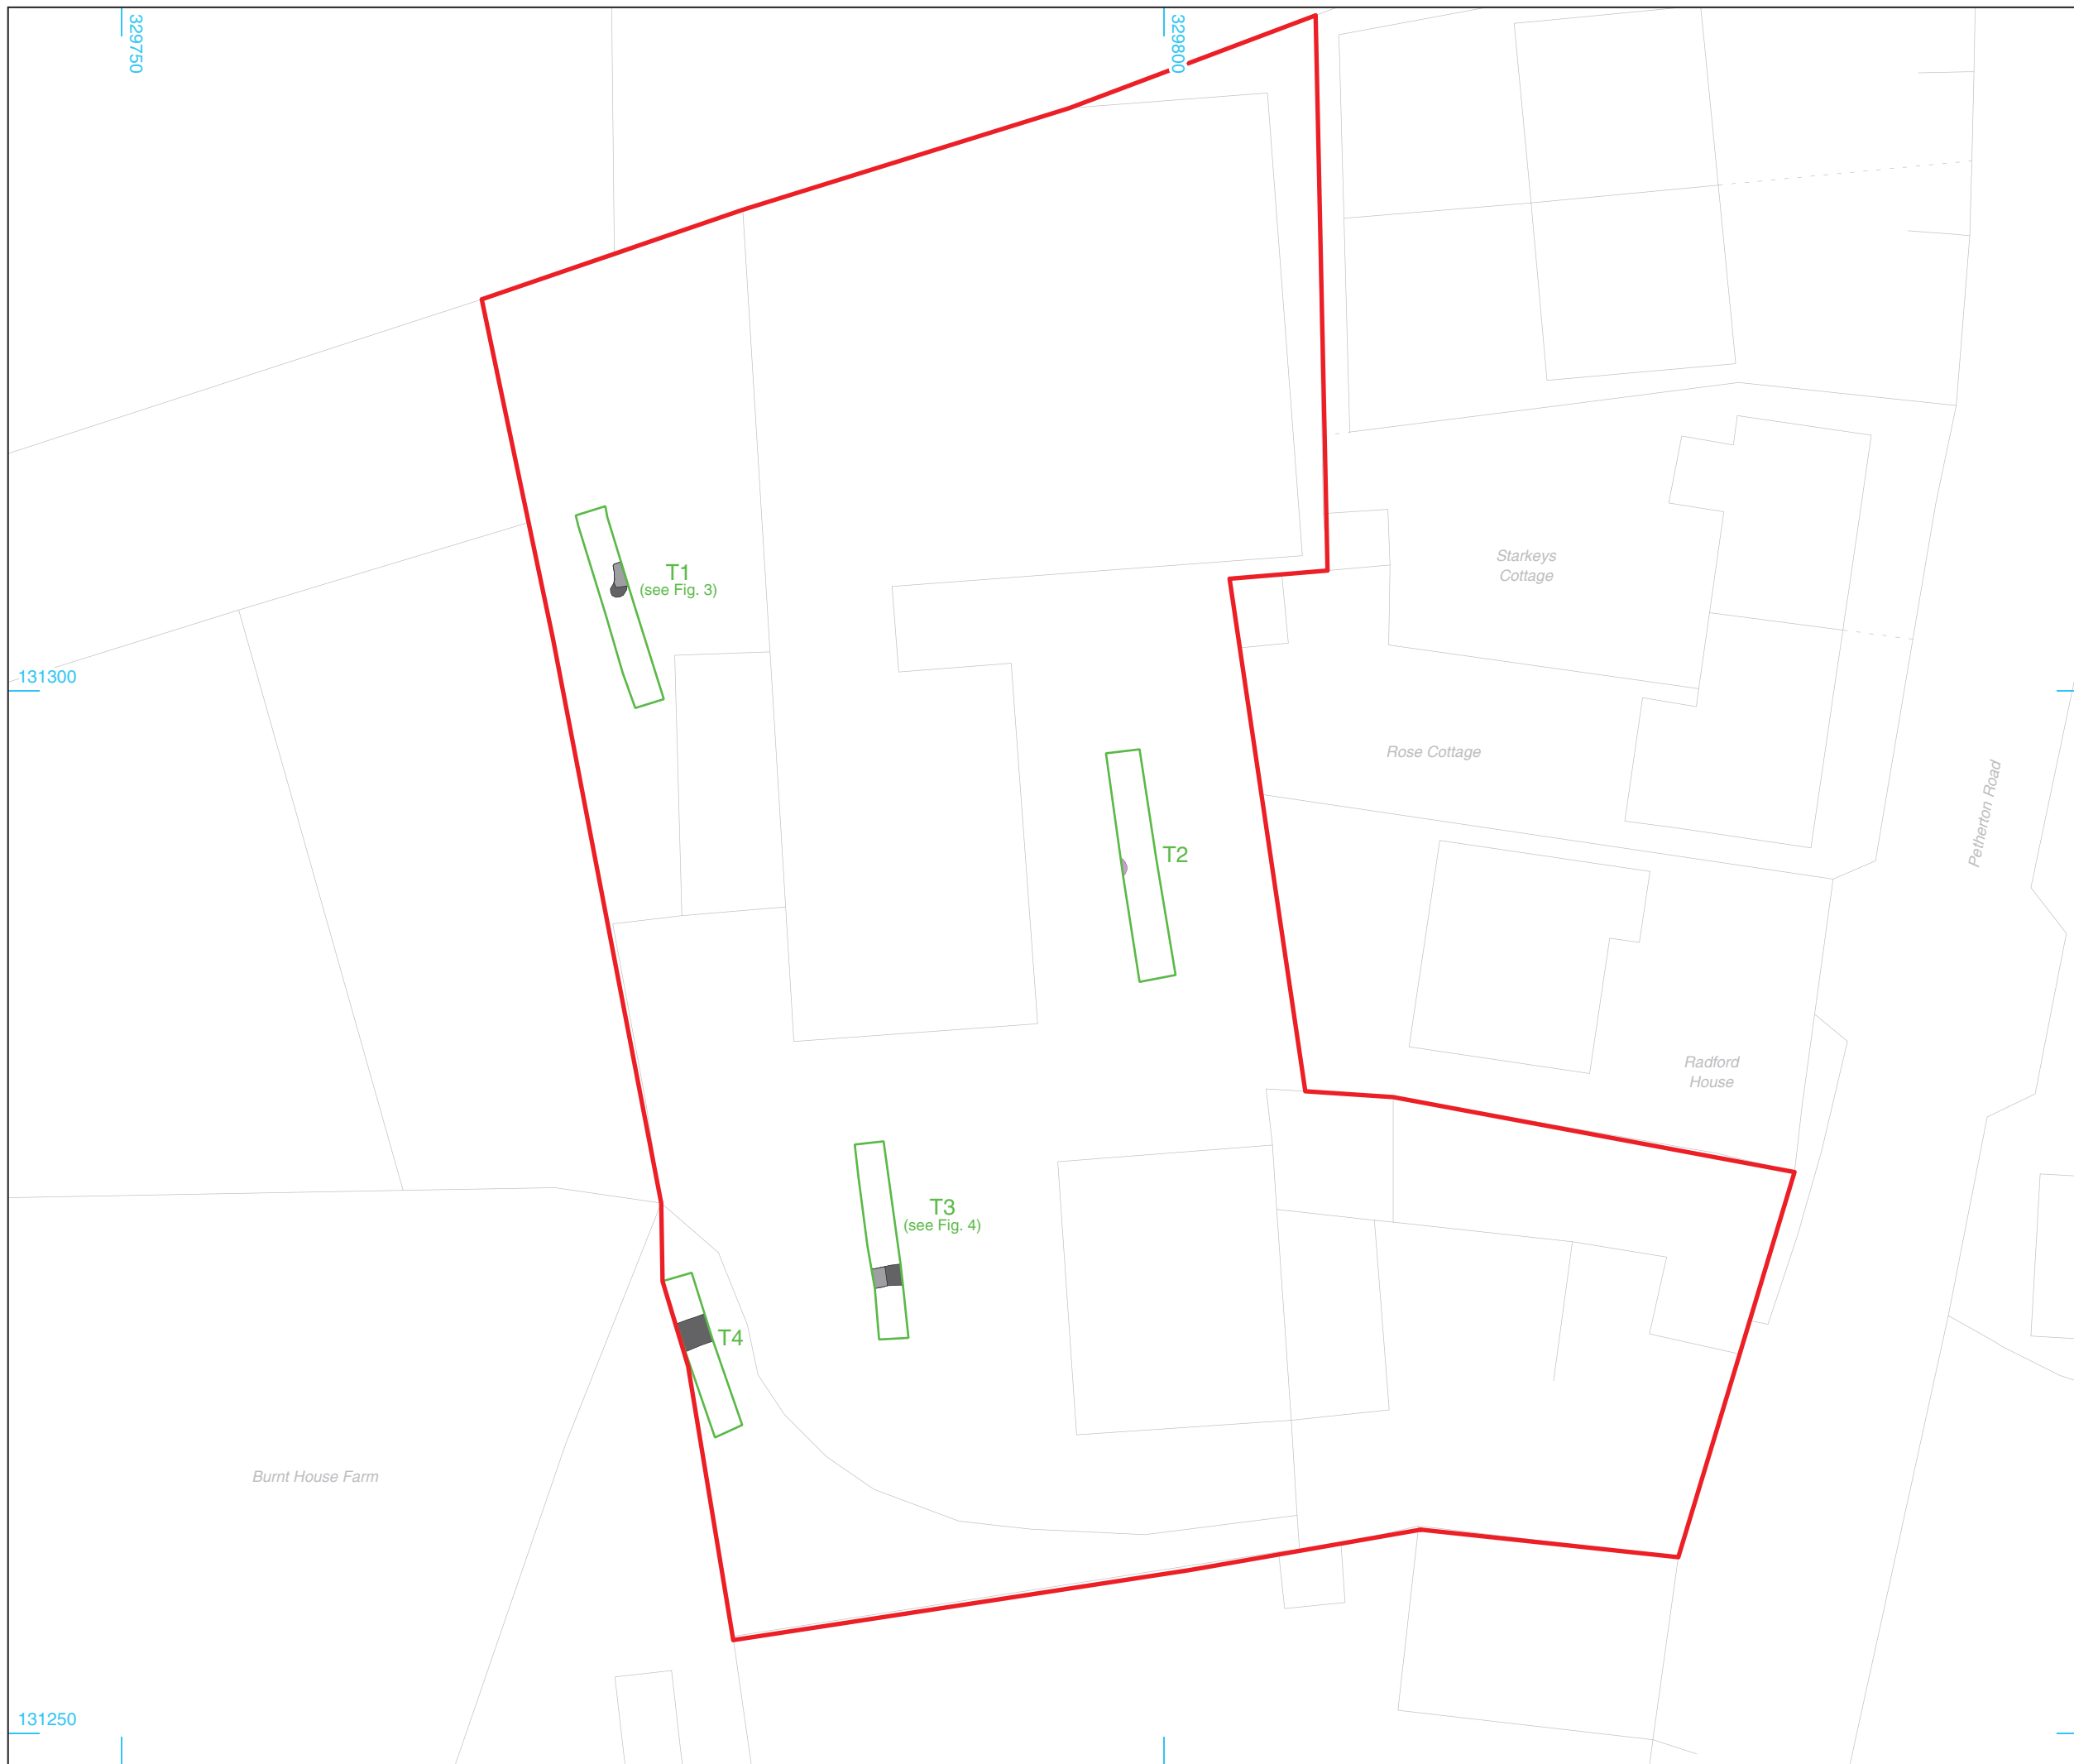 329750
329800
Starkeys
Cottage
T1
(see Fig. 3)
131300
Rose Cottage
Petherton Road
T2
Radford
House
T3
(see Fig. 4)
T4
Burnt House Farm
131250